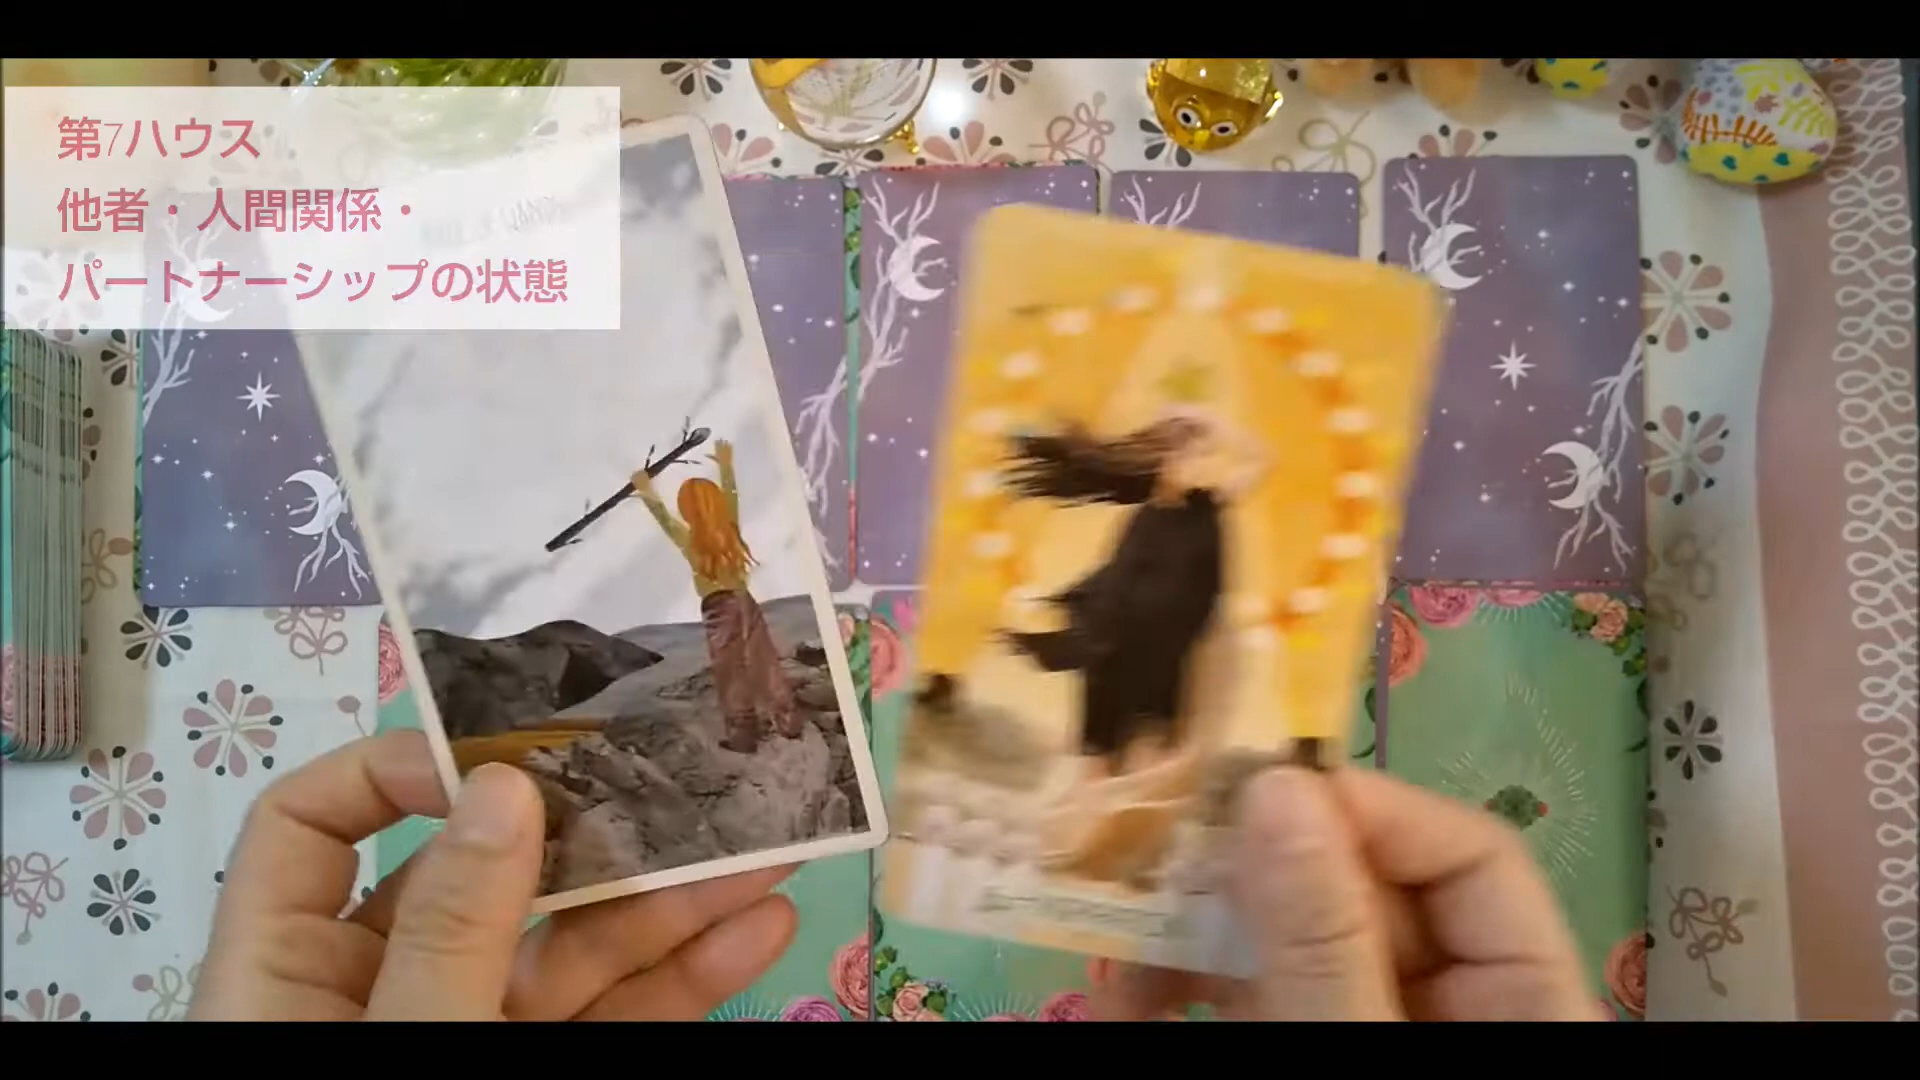 第7ハウス
他者・人間関係・
パートナーシップの状態